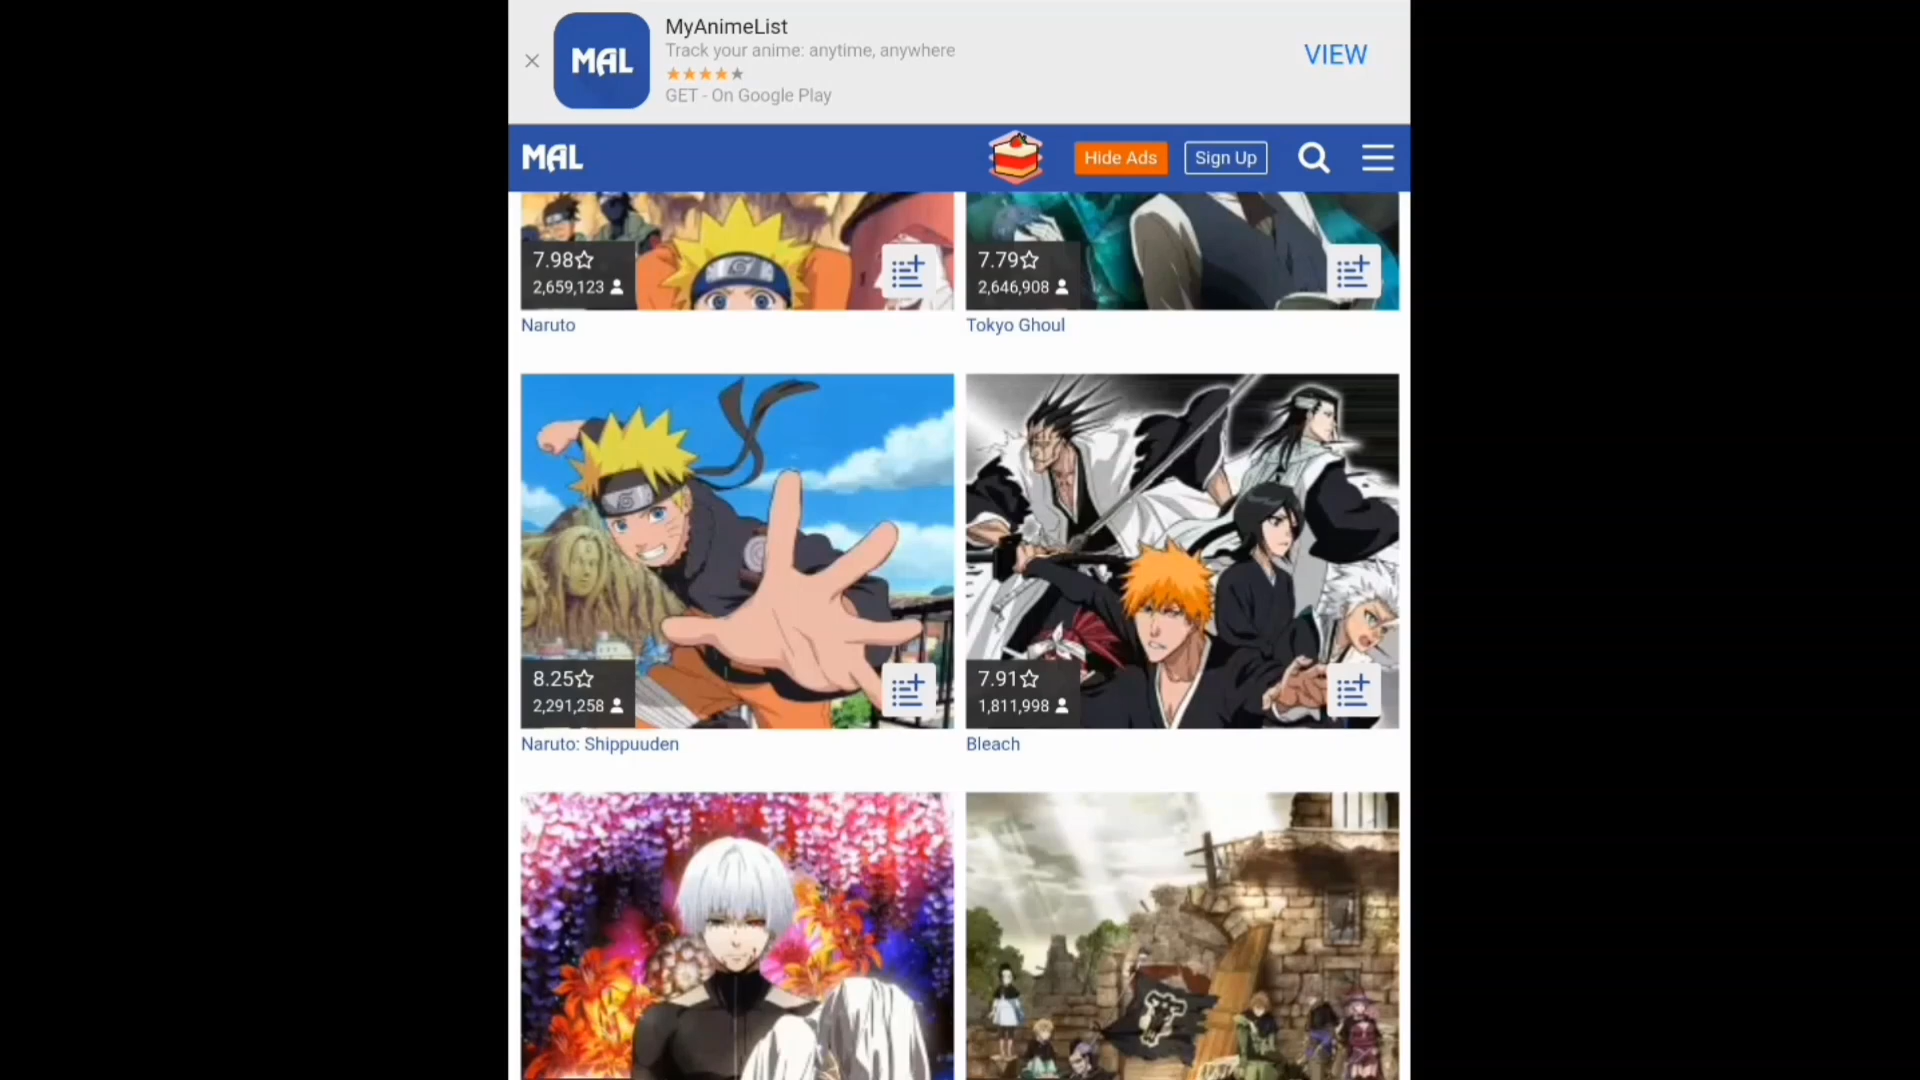 MyAnimeList
MAL
Track your anime: anytime, anywhere
GET - On Google Play
VIEW
MAL
Hide Ads
Sign Up
7.98
2,659,123
7.79
2,646,908
Naruto
Tokyo Ghoul
8.25
2,291,258
7.91
1,811,998
Naruto: Shippuuden
Bleach